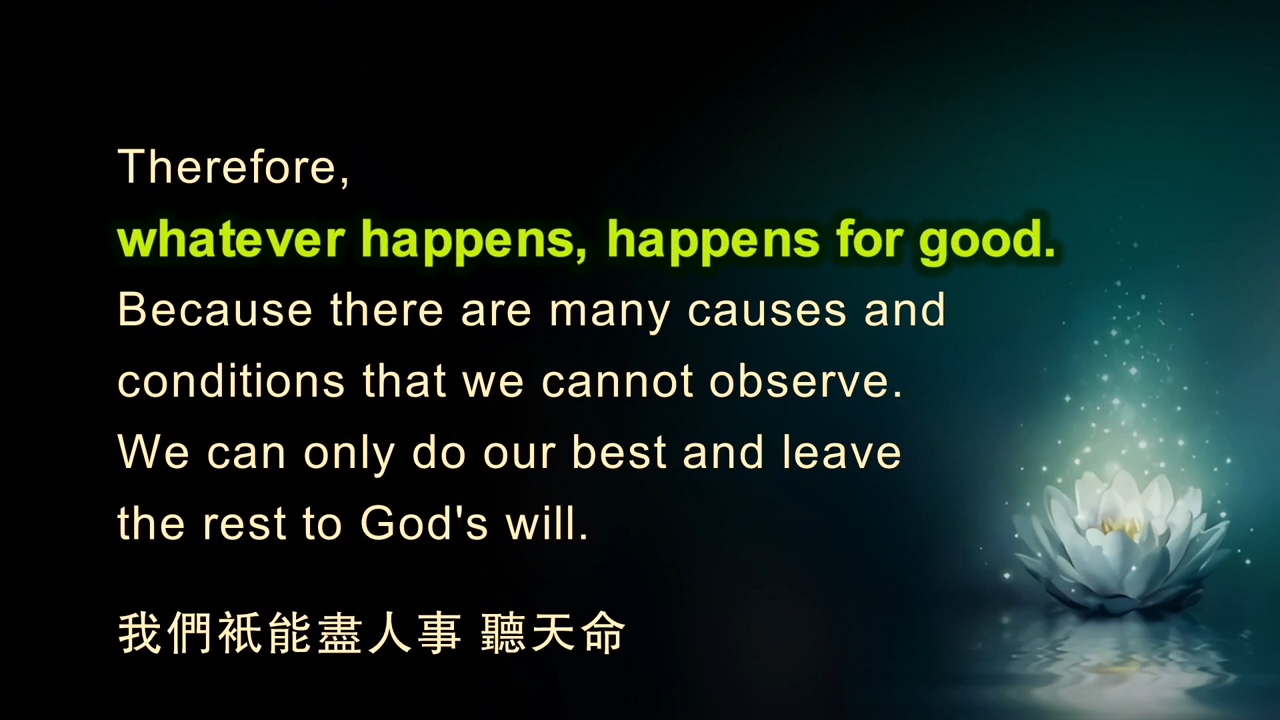 Therefore,
whatever happens, happens for good.
Because there are many causes and
conditions that we cannot observe.
We can only do our best and leave
the rest to God's will.
我們祇能盡人事 聽天命